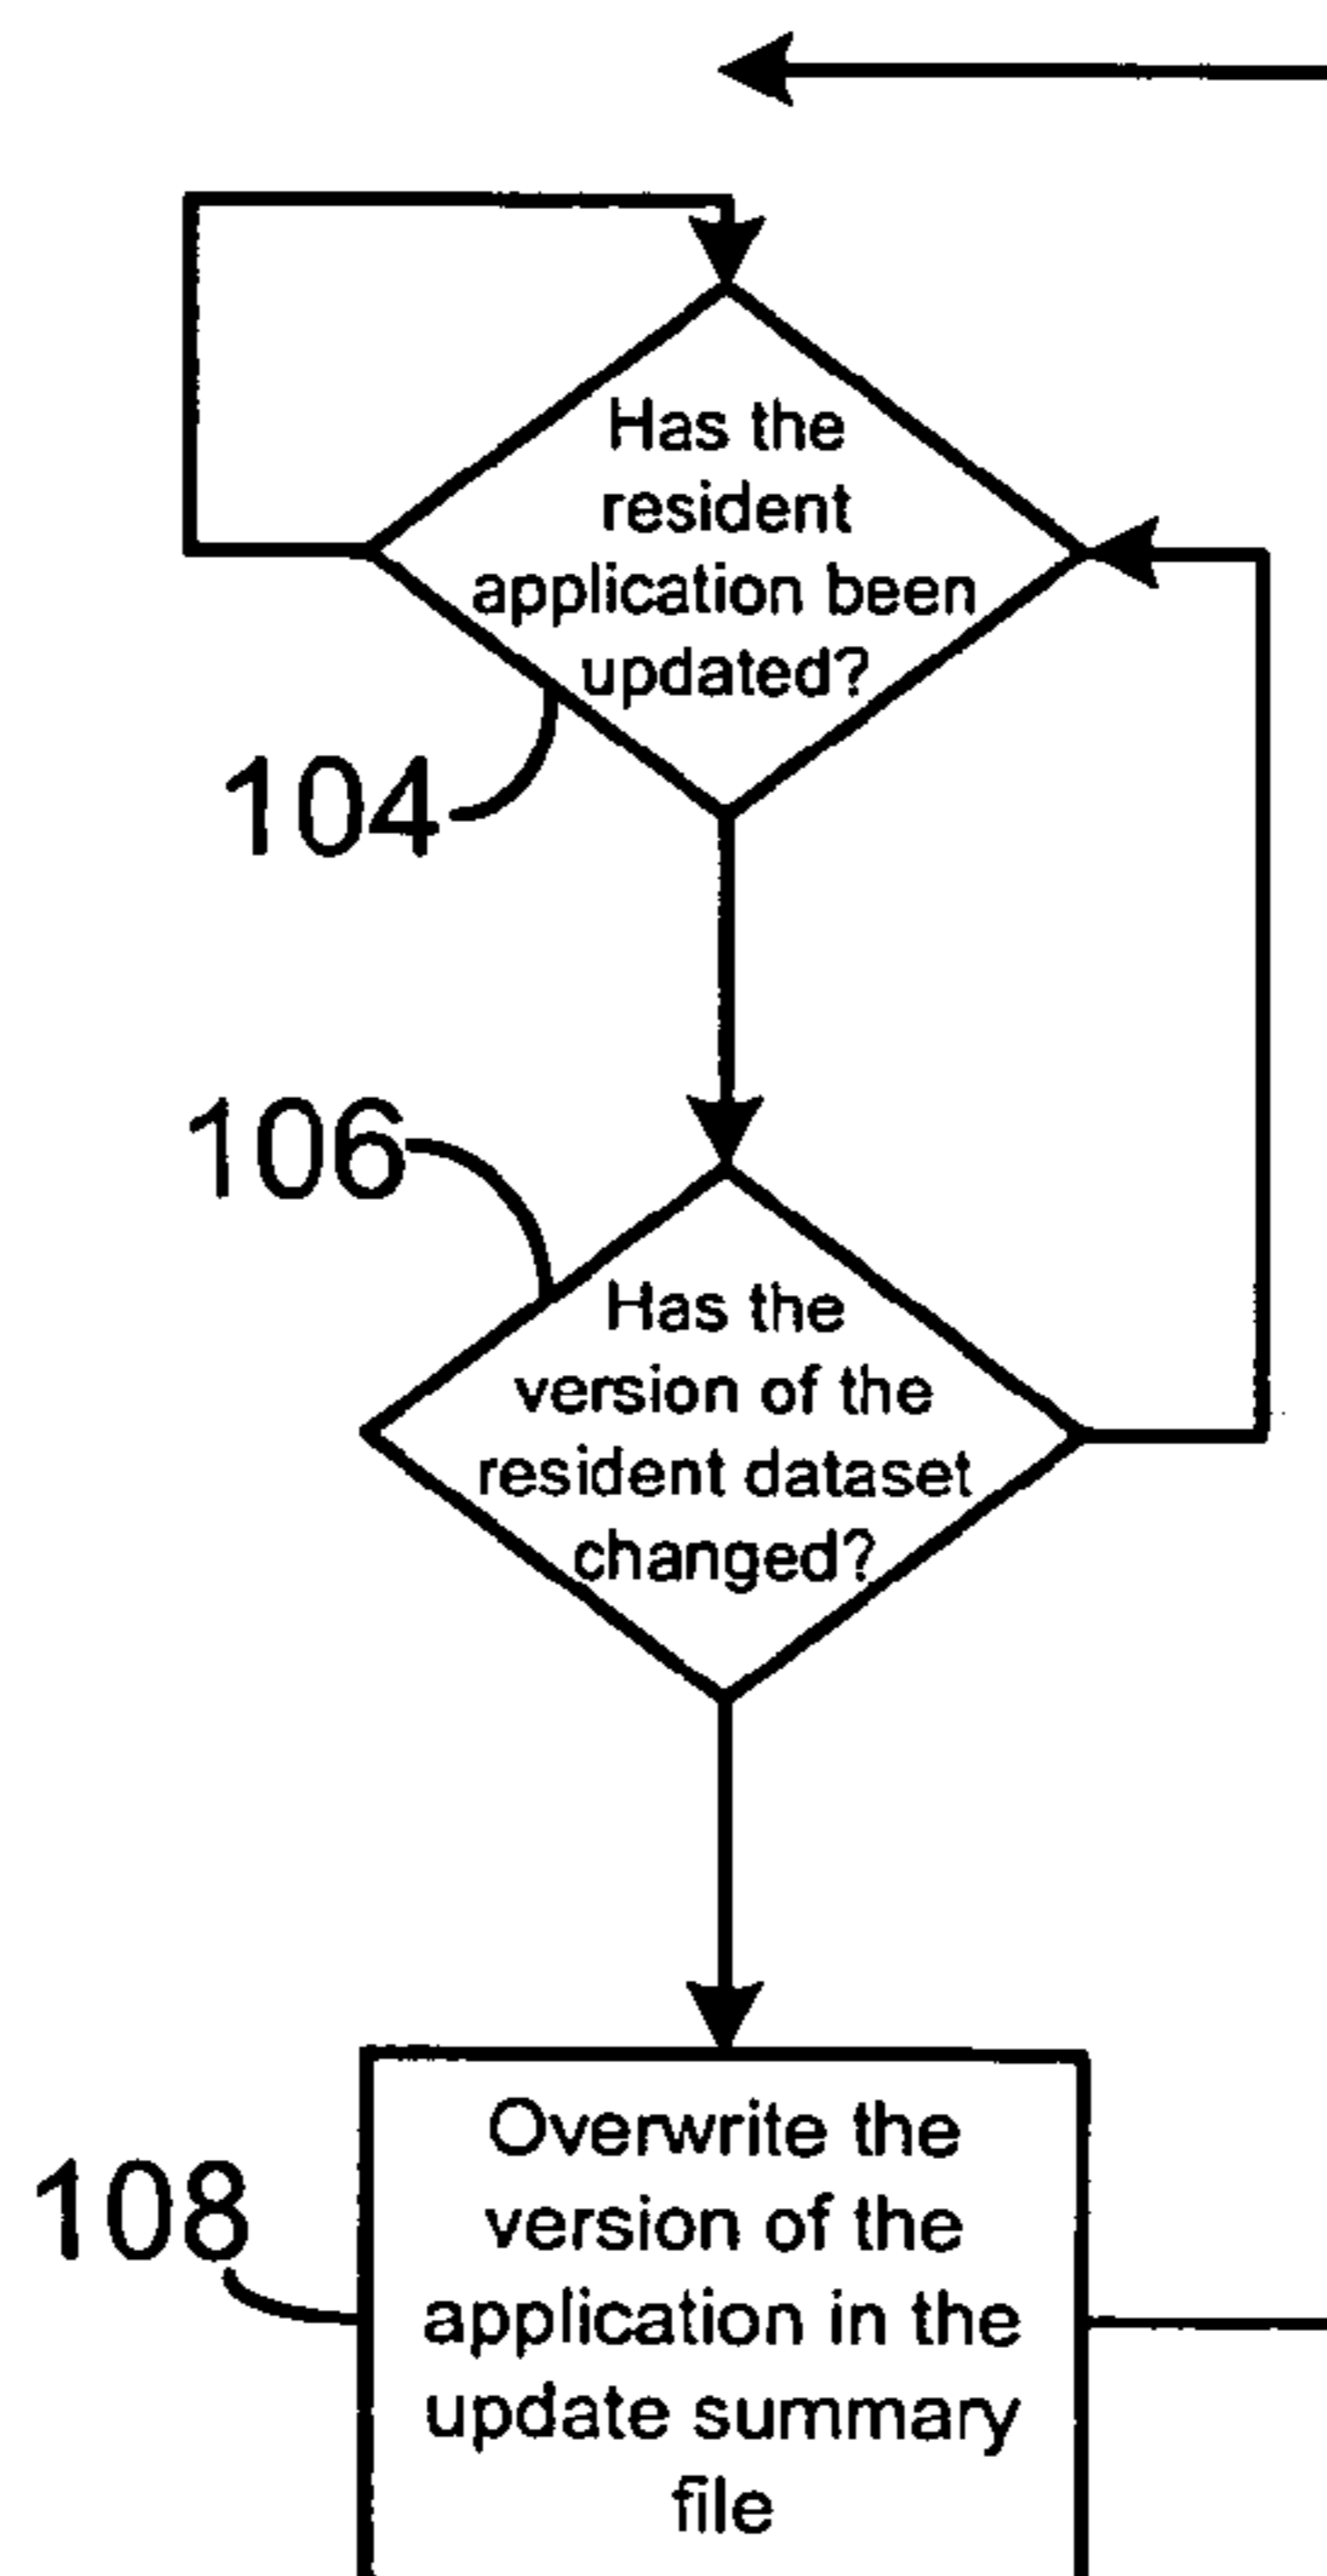 Has the
resident
application been
updated?
104
106
Has the
version of the
resident dataset
changed?
Overwrite the
version of the
application in the
update summary
file
108